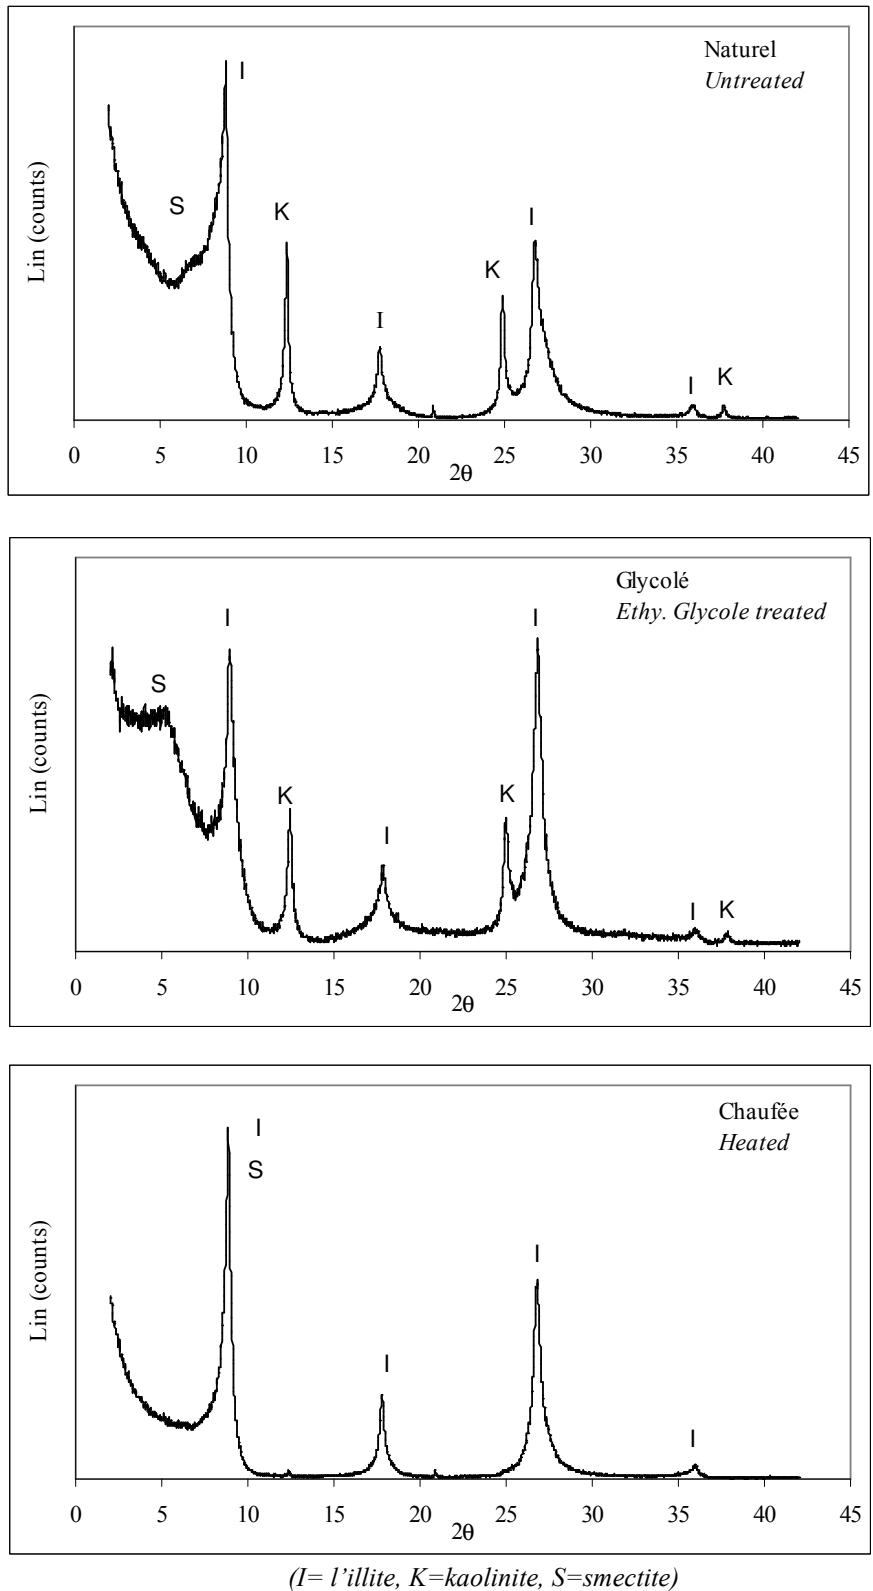 Naturel
Untreated
I
S
K
I
K
I
I
K
Lin (counts)
0 5 10 15 20 25 30 35 40 45
2θ
Glycolé
Ethy. Glycole treated
I
I
S
K
K
I
I
K
Lin (counts)
0 5 10 15 20 25 30 35 40 45
2θ
Chaufée
Heated
I
S
I
I
I
Lin (counts)
0 5 10 15 20 25 30 35 40 45
2θ
(I= l'illite, K=kaolinite, S=smectite)